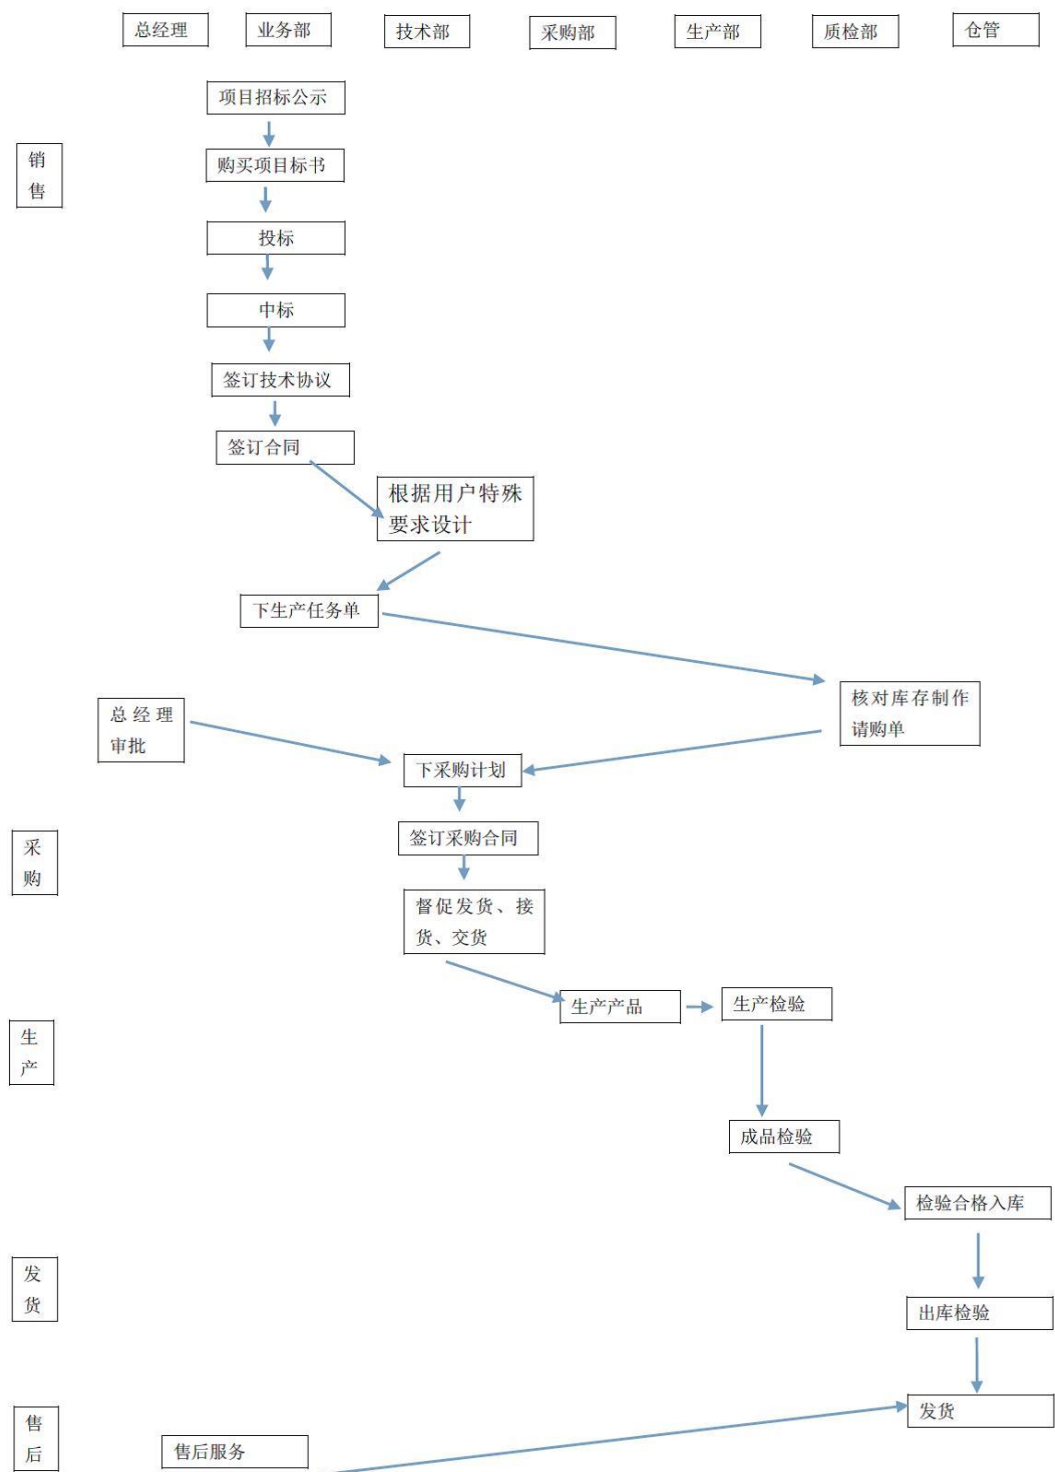 总经理
业务部
技术部
采购部
生产部
质检部
仓管
项目招标公示
销
售
购买项目标书
投标
中标
签订技术协议
签订合同
根据用户特殊
要求设计
下生产任务单
核对库存制作
请购单
总经理
审批
下采购计划
采
购
签订采购合同
督促发货、接
货、交货
生产产品
生产检验
生
产
成品检验
检验合格入库
发
货
出库检验
发货
售
后
售后服务